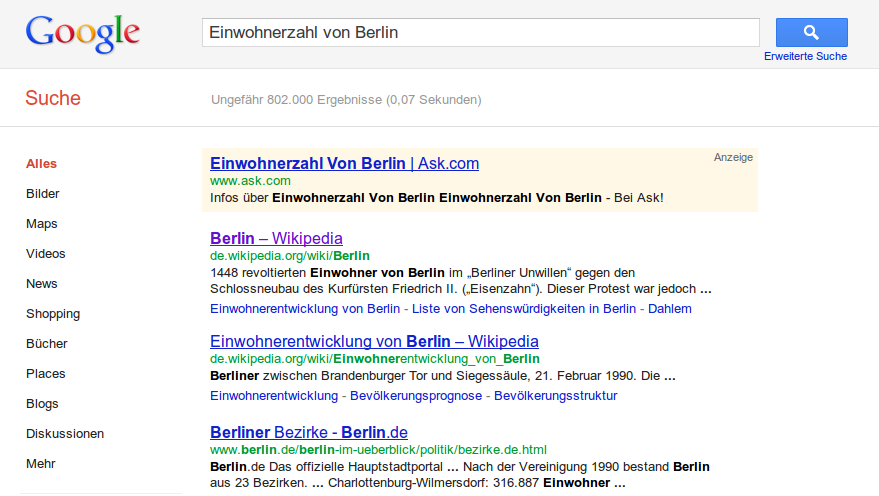 Google
Einwohnerzahl von Berlin
Erweiterte Suche
Suche
Ungefähr 802.000 Ergebnisse (0,07 Sekunden)
Alles
Bilder
Maps
Videos
News
Shopping
Bücher
Places
Blogs
Diskussionen
Mehr
Anzeige
Einwohnerzahl Von Berlin | Ask.com
www.ask.com
Infos über Einwohnerzahl Von Berlin Einwohnerzahl Von Berlin - Bei Ask!
Berlin – Wikipedia
de.wikipedia.org/wiki/Berlin
1448 revoltierten Einwohner von Berlin im „Berliner Unwillen“ gegen den
Schlossneubau des Kurfürsten Friedrich II. („Eisenzahn“). Dieser Protest war jedoch ...
Einwohnerentwicklung von Berlin - Liste von Sehenswürdigkeiten in Berlin - Dahlem
Einwohnerentwicklung von Berlin – Wikipedia
de.wikipedia.org/wiki/Einwohnerentwicklung_von_Berlin
Berliner zwischen Brandenburger Tor und Siegessäule, 21. Februar 1990. Die ...
Einwohnerentwicklung - Bevölkerungsprognose - Bevölkerungsstruktur
Berliner Bezirke - Berlin.de
www.berlin.de/berlin-im-ueberblick/politik/bezirke.de.html
Berlin.de Das offizielle Hauptstadtportal ... Nach der Vereinigung 1990 bestand Berlin
aus 23 Bezirken. ... Charlottenburg-Wilmersdorf: 316.887 Einwohner ...